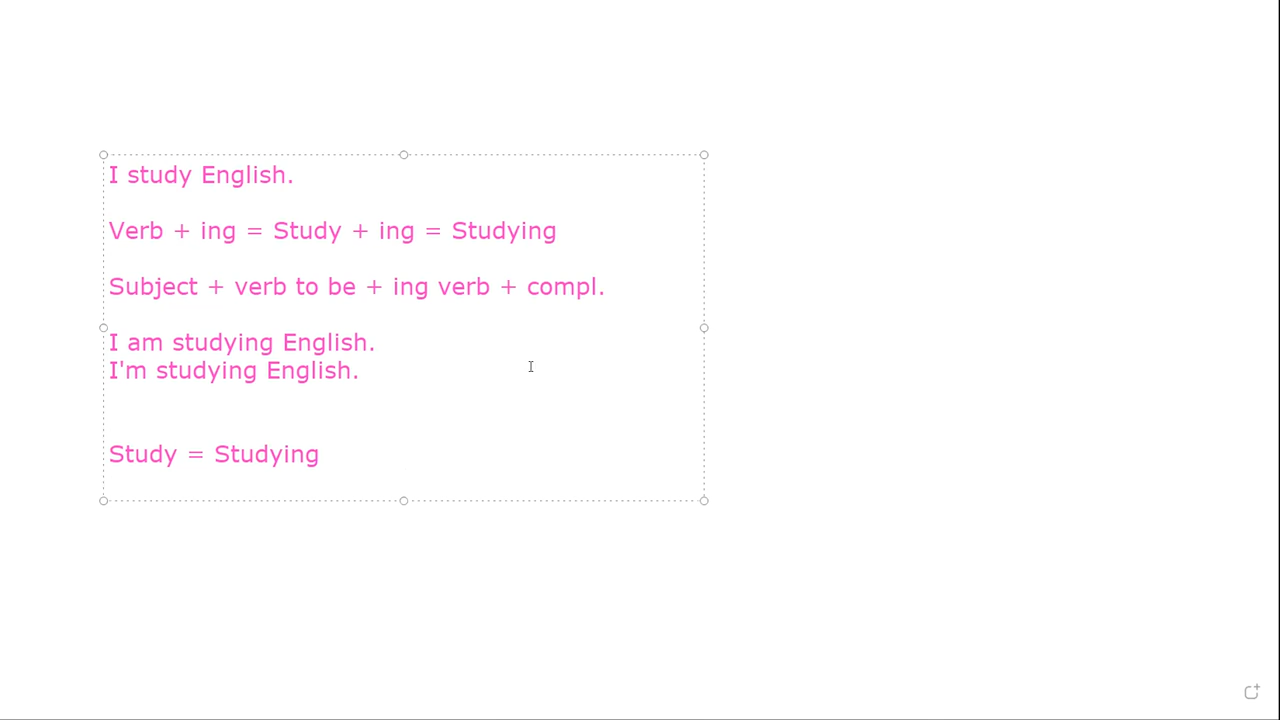 I study English.
Verb + ing = Study + ing = Studying
Subject + verb to be + ing verb + compl.
I am studying English.
I'm studying English.
Study = Studying